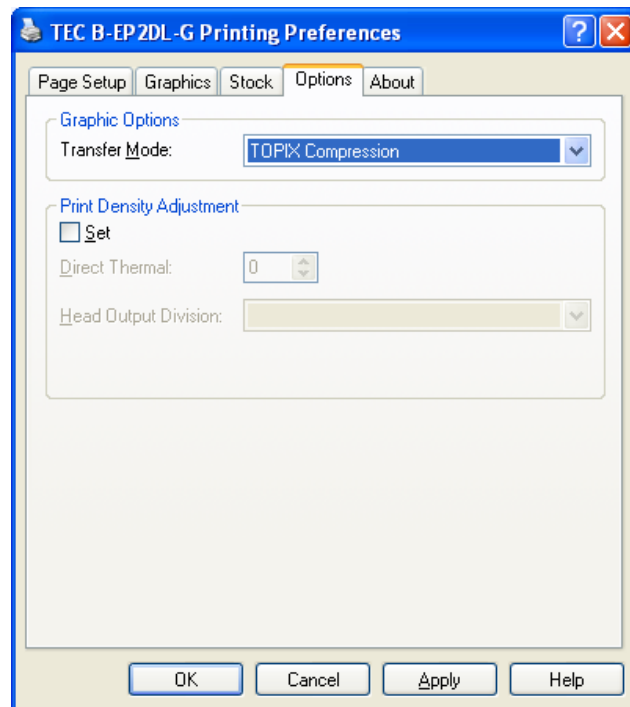 TEC B-EP2DL-G Printing Preferences
Page Setup Graphics Stock Options About
Graphic Options
Transfer Mode: TOPIX Compression
Print Density Adjustment
Set
Direct Thermal: 0
Head Output Division:
OK Cancel Apply Help